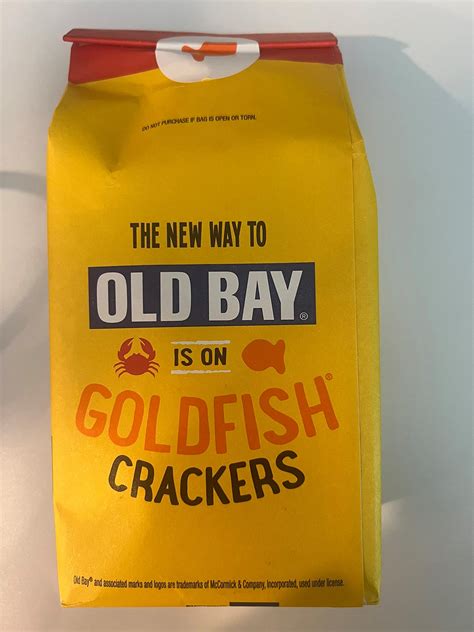 DO NOT PURCHASE IF BAG IS OPEN OR TORN.
THE NEW WAY TO
OLD BAY®
IS ON
GOLDFISH®
CRACKERS
Old Bay® and associated marks and logos are trademarks of McCormick & Company, Incorporated, used under license.